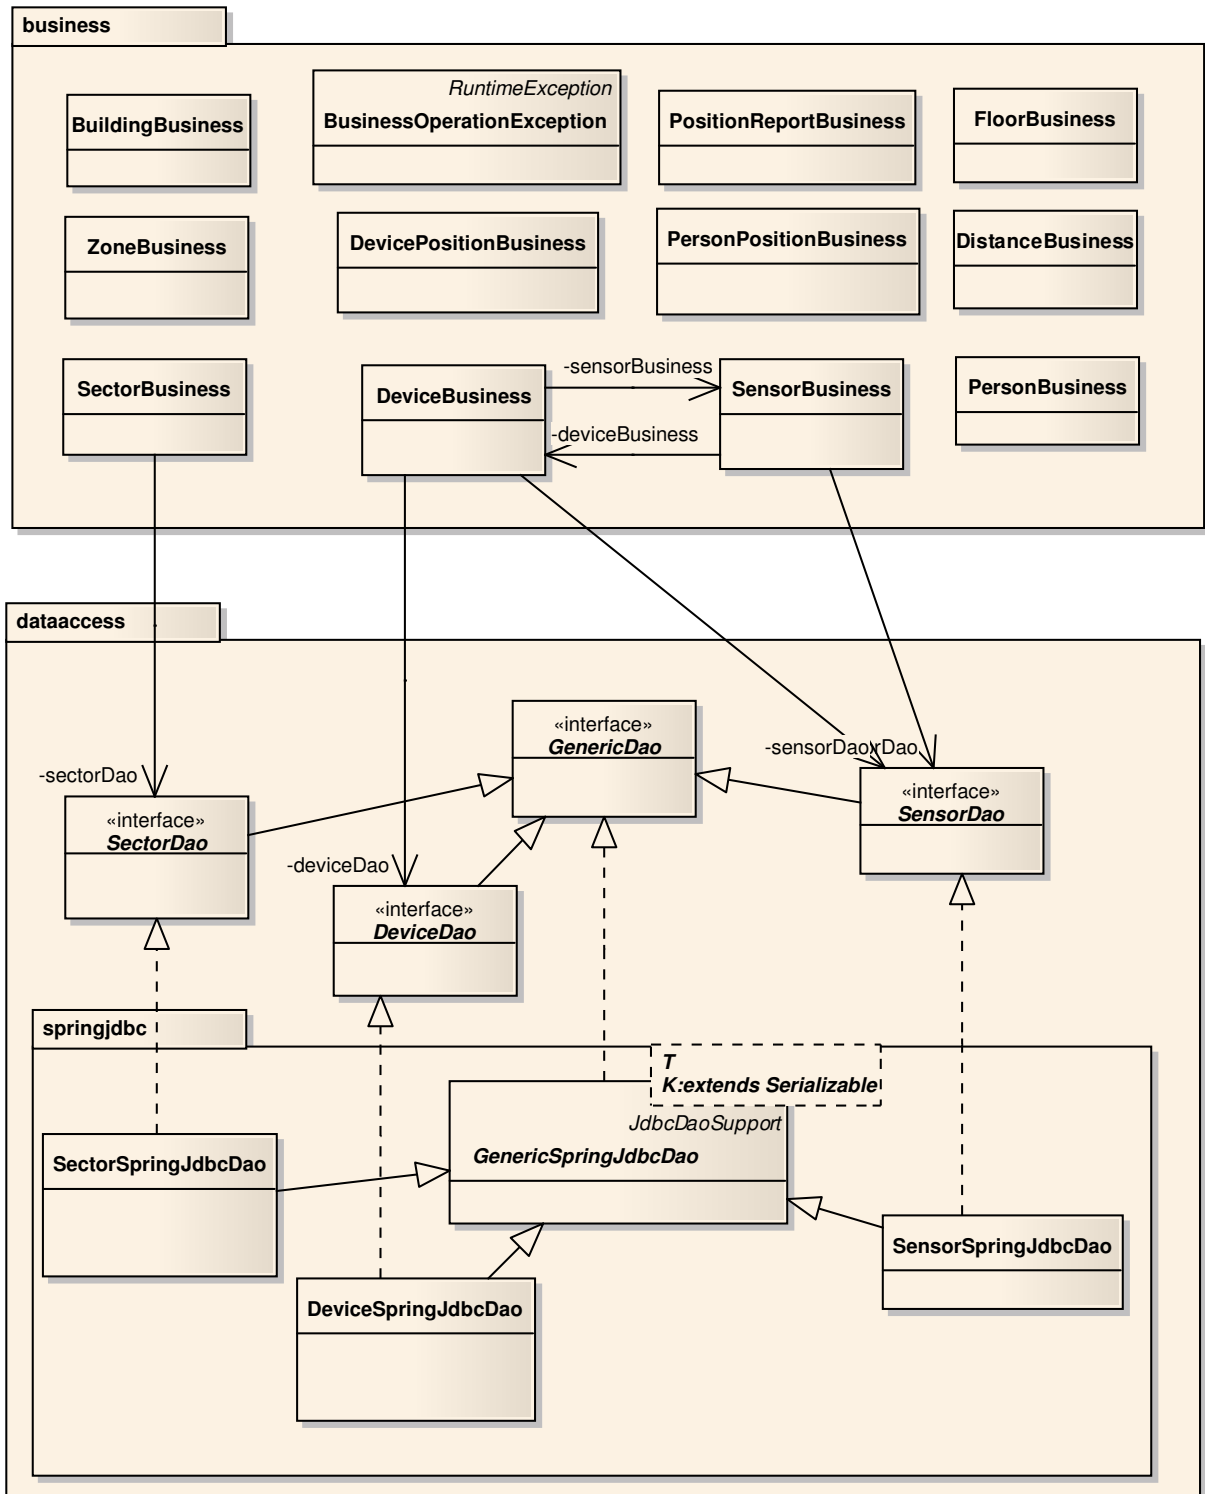 business
RuntimeException
BuildingBusiness
BusinessOperationException
PositionReportBusiness
FloorBusiness
ZoneBusiness
DevicePositionBusiness
PersonPositionBusiness
DistanceBusiness
SectorBusiness
DeviceBusiness
-sensorBusiness
-deviceBusiness
SensorBusiness
PersonBusiness
dataaccess
«interface»
GenericDao
-sectorDao
«interface»
SectorDao
-deviceDao
«interface»
DeviceDao
-sensorDao
rDao
«interface»
SensorDao
springjdbc
T
K:extends Serializable
JdbcDaoSupport
GenericSpringJdbcDao
SectorSpringJdbcDao
DeviceSpringJdbcDao
SensorSpringJdbcDao